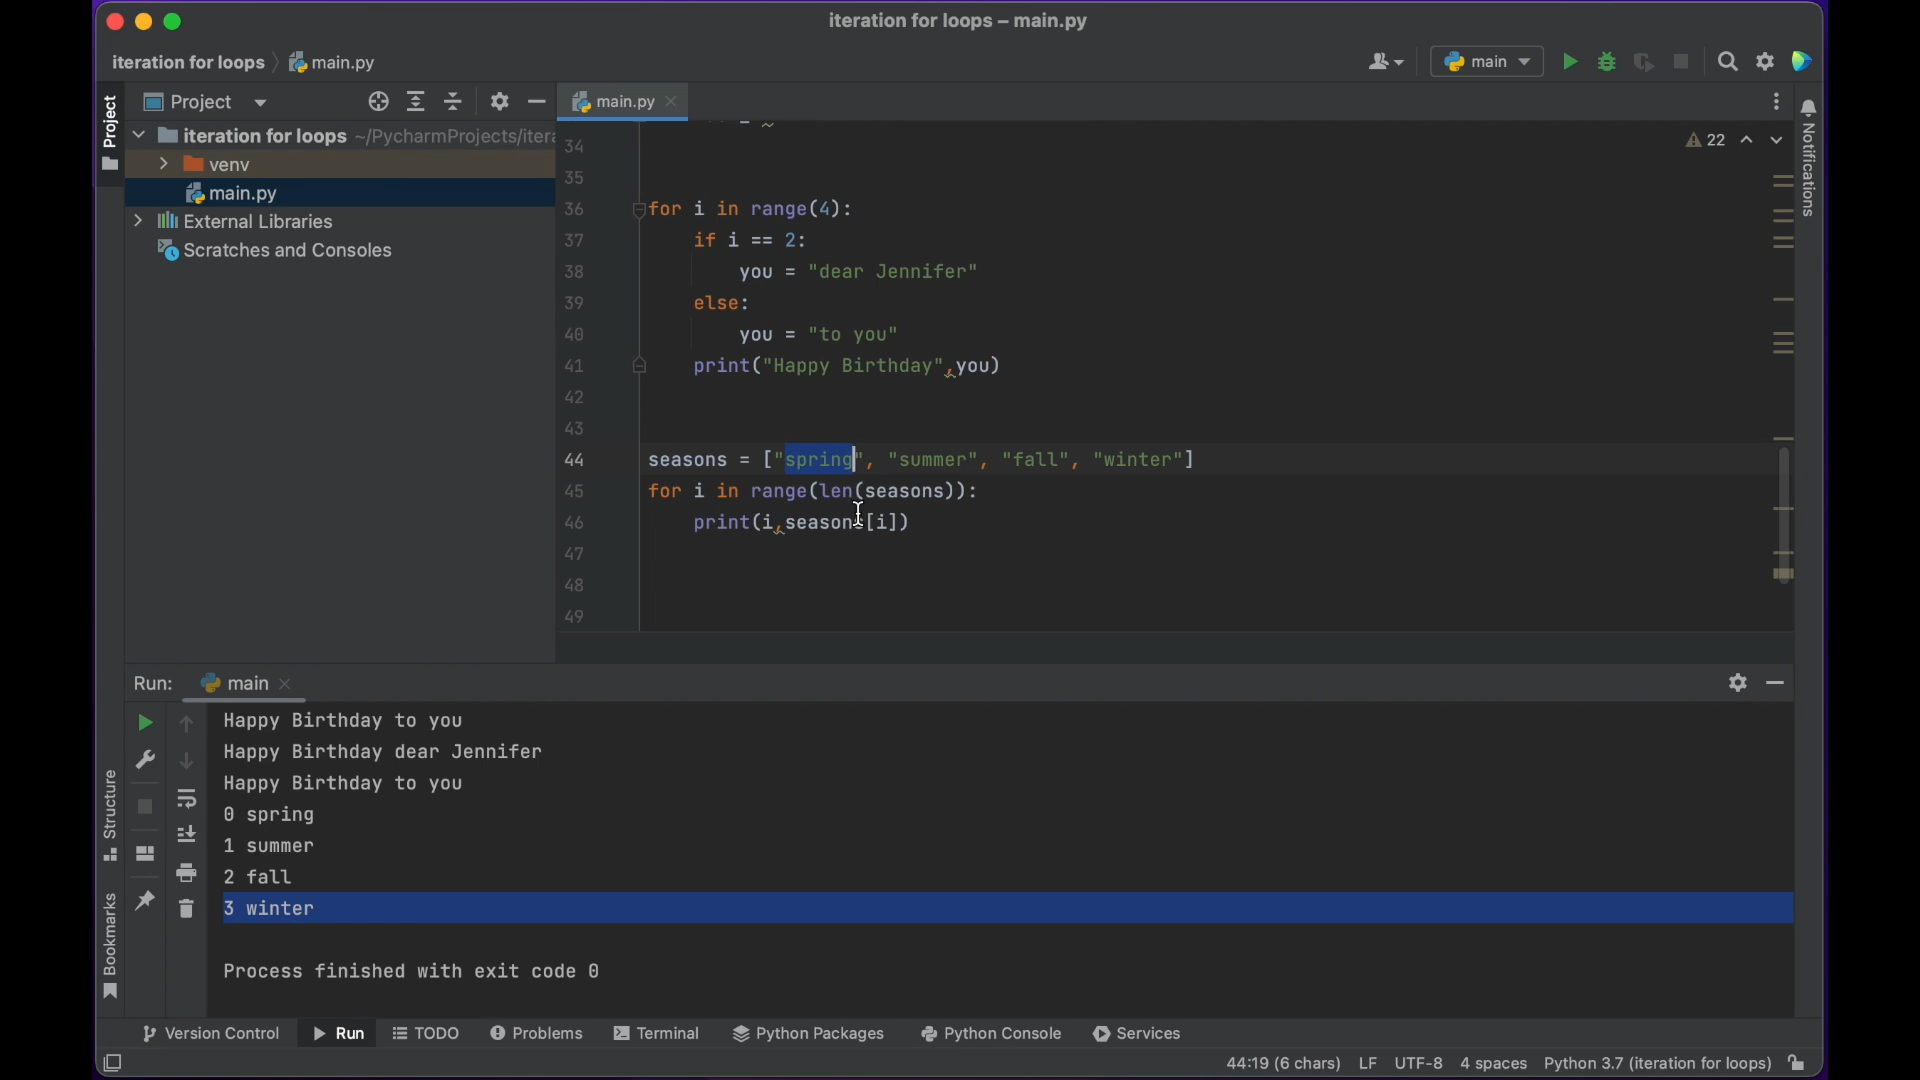 iteration for loops – main.py
iteration for loops
main.py
main
Project
Project
main.py
iteration for loops ~/PycharmProjects/itera
venv
main.py
External Libraries
Scratches and Consoles
22
Notifications
34
35
36 for i in range(4):
37     if i == 2:
38         you = "dear Jennifer"
39     else:
40         you = "to you"
41     print("Happy Birthday",you)
42
43
44 seasons = ["spring", "summer", "fall", "winter"]
45 for i in range(len(seasons)):
46     print(i,seasons[i])
47
48
49
Run:
main
Happy Birthday to you
Happy Birthday dear Jennifer
Happy Birthday to you
0 spring
1 summer
2 fall
3 winter
Process finished with exit code 0
Structure
Bookmarks
Version Control
Run
TODO
Problems
Terminal
Python Packages
Python Console
Services
44:19 (6 chars) LF UTF-8 4 spaces Python 3.7 (iteration for loops)